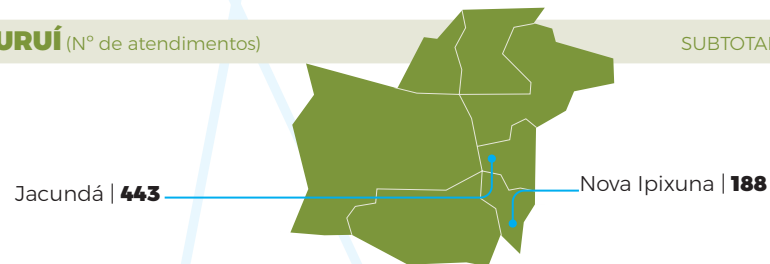 URUÍ (Nº de atendimentos) SUBTOTAL
Jacundá | 443
Nova Ipixuna | 188